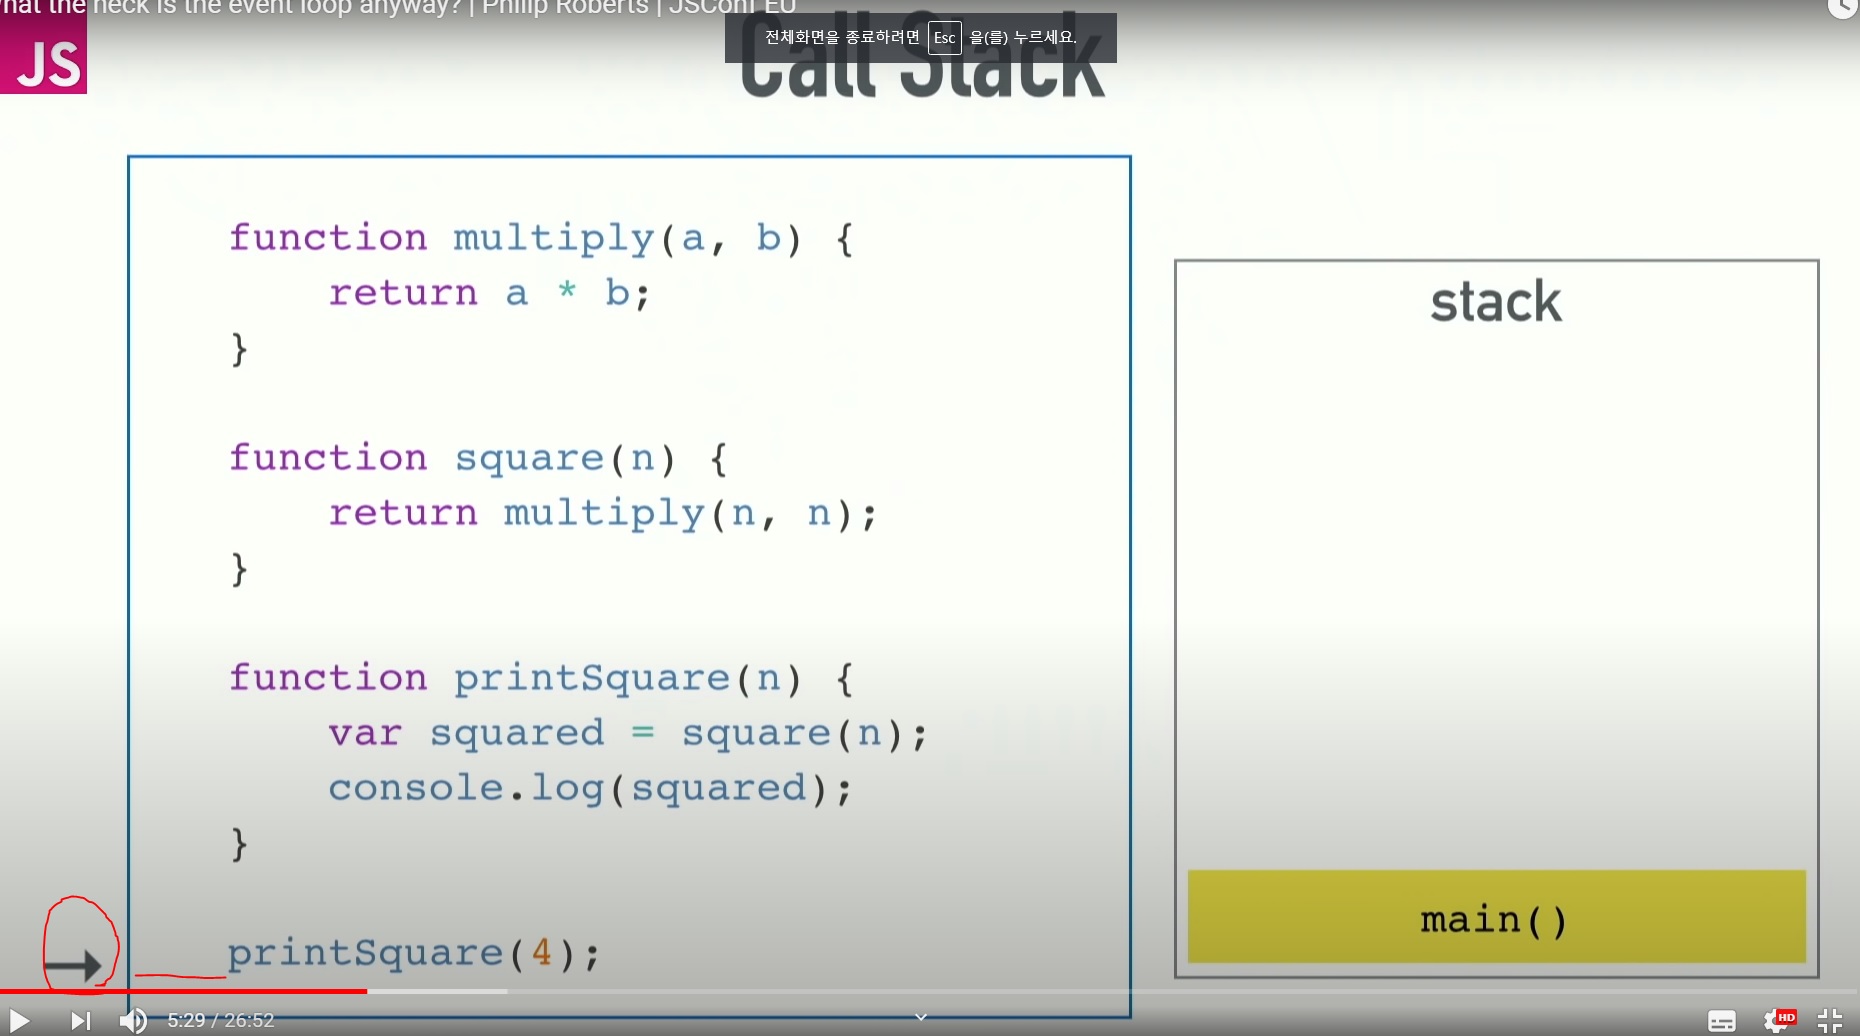 hat the heck is the event loop anyway? | Philip Roberts | JSConf EU
전체화면을 종료하려면 Esc 을(를) 누르세요.
JS
Call Stack
function multiply(a, b) {
    return a * b;
}
function square(n) {
    return multiply(n, n);
}
function printSquare(n) {
    var squared = square(n);
    console.log(squared);
}
printSquare(4);
stack
main()
5:29 / 26:52
HD